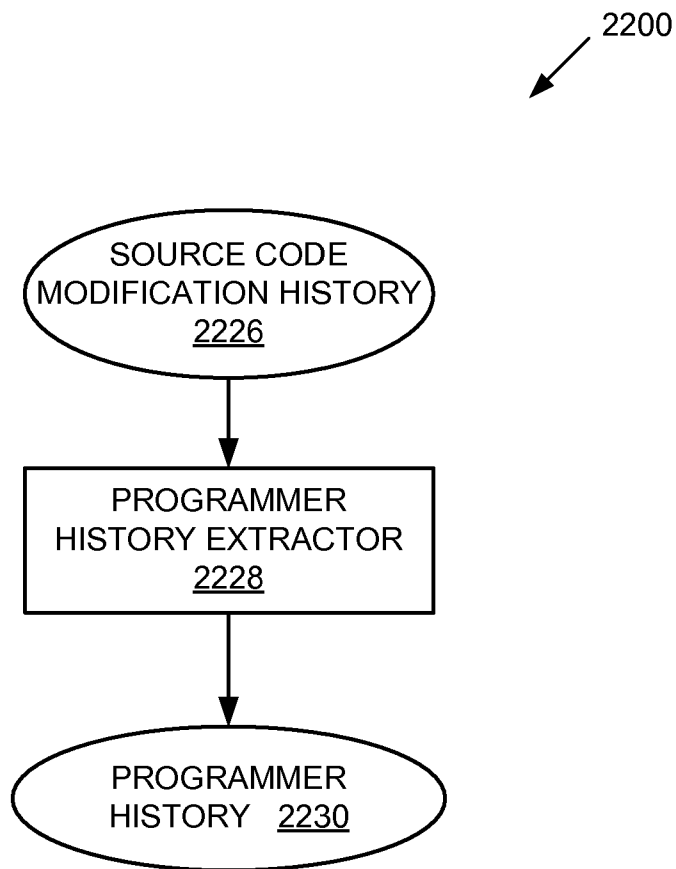 2200
SOURCE CODE
MODIFICATION HISTORY
2226
PROGRAMMER
HISTORY EXTRACTOR
2228
PROGRAMMER
HISTORY 2230